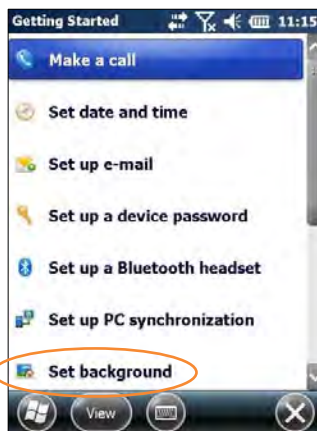 Getting Started 11:15
Make a call
Set date and time
Set up e-mail
Set up a device password
Set up a Bluetooth headset
Set up PC synchronization
Set background
View